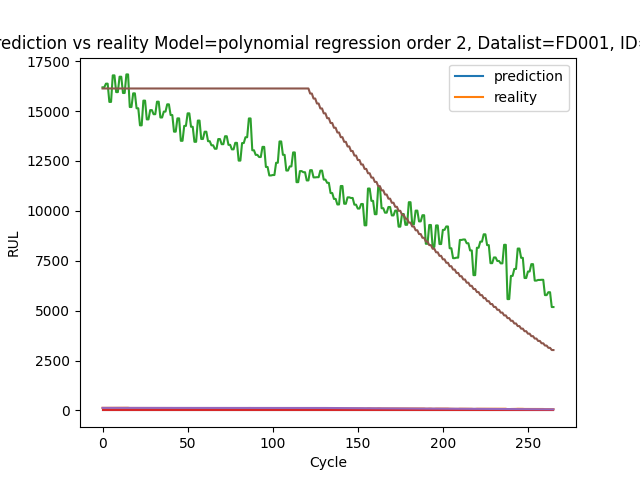 rediction vs reality Model=polynomial regression order 2, Datalist=FD001, ID=
17500
15000
12500
10000
7500
5000
2500
0
RUL
prediction
reality
0
50
100
150
200
250
Cycle